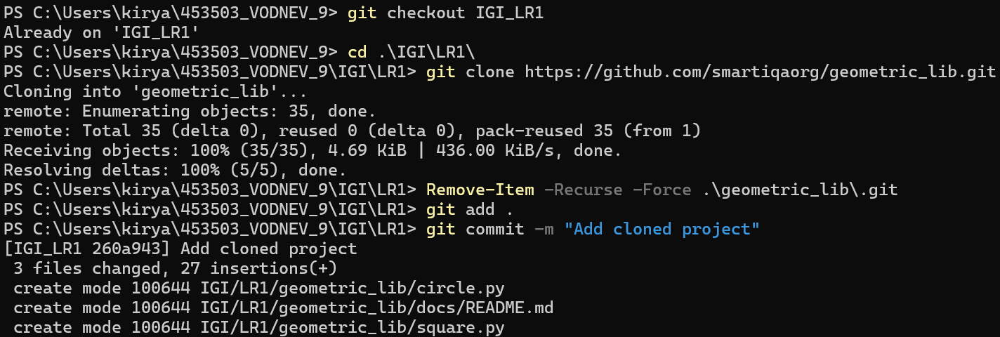 PS C:\Users\kirya\453503_VODNEV_9> git checkout IGI_LR1
Already on 'IGI_LR1'
PS C:\Users\kirya\453503_VODNEV_9> cd .\IGI\LR1\
PS C:\Users\kirya\453503_VODNEV_9\IGI\LR1> git clone https://github.com/smartiqaorg/geometric_lib.git
Cloning into 'geometric_lib'...
remote: Enumerating objects: 35, done.
remote: Total 35 (delta 0), reused 0 (delta 0), pack-reused 35 (from 1)
Receiving objects: 100% (35/35), 4.69 KiB | 436.00 KiB/s, done.
Resolving deltas: 100% (5/5), done.
PS C:\Users\kirya\453503_VODNEV_9\IGI\LR1> Remove-Item -Recurse -Force .\geometric_lib\.git
PS C:\Users\kirya\453503_VODNEV_9\IGI\LR1> git add .
PS C:\Users\kirya\453503_VODNEV_9\IGI\LR1> git commit -m "Add cloned project"
[IGI_LR1 260a943] Add cloned project
 3 files changed, 27 insertions(+)
 create mode 100644 IGI/LR1/geometric_lib/circle.py
 create mode 100644 IGI/LR1/geometric_lib/docs/README.md
 create mode 100644 IGI/LR1/geometric_lib/square.py